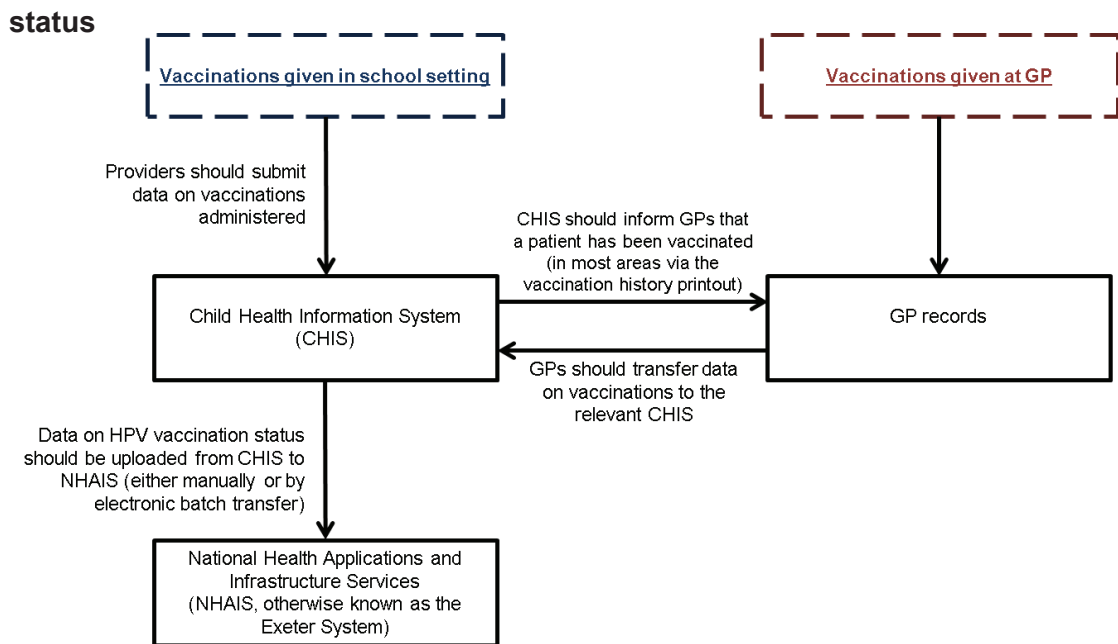 status
Vaccinations given in school setting
Vaccinations given at GP
Providers should submit
data on vaccinations
administered
CHIS should inform GPs that
a patient has been vaccinated
(in most areas via the
vaccination history printout)
Child Health Information System
(CHIS)
GP records
GPs should transfer data
on vaccinations to the
relevant CHIS
Data on HPV vaccination status
should be uploaded from CHIS to
NHAIS (either manually or by
electronic batch transfer)
National Health Applications and
Infrastructure Services
(NHAIS, otherwise known as the
Exeter System)